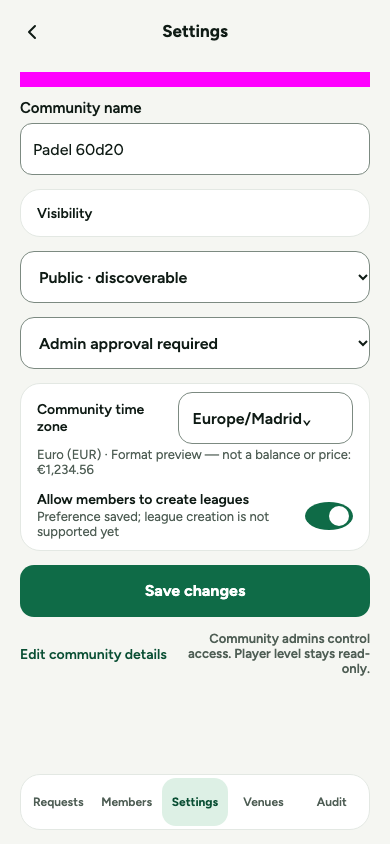 Settings
Community name
Padel 60d20
Visibility
Public · discoverable
Admin approval required
Community time
zone
Europe/Madrid
Euro (EUR) · Format preview — not a balance or price:
€1,234.56
Allow members to create leagues
Preference saved; league creation is not
supported yet
Save changes
Edit community details
Community admins control
access. Player level stays read-
only.
Requests Members Settings Venues Audit